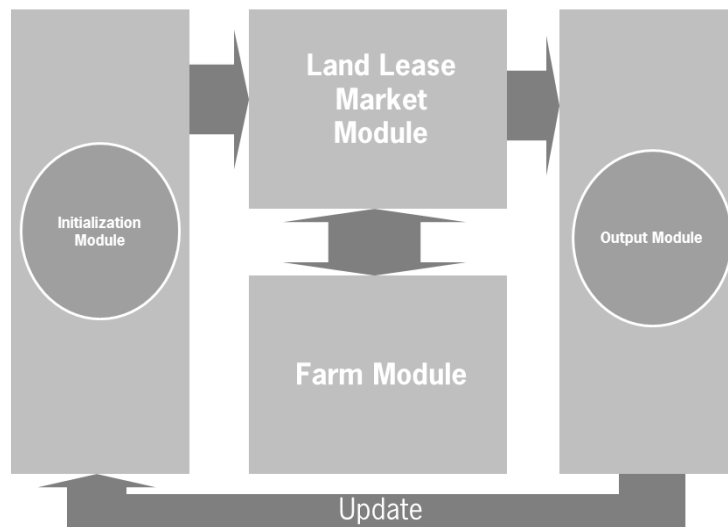 Land Lease
Market
Module
Initialization
Module
Output Module
Farm Module
Update